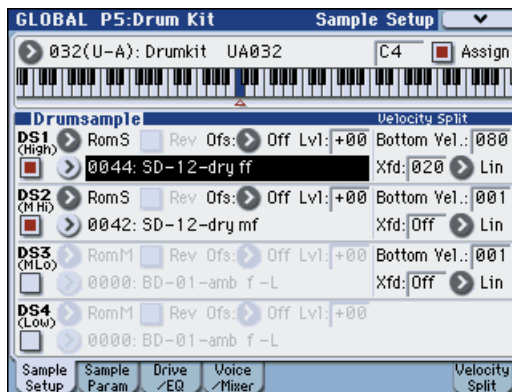 GLOBAL P5:Drum Kit Sample Setup
032(U-A): Drumkit UA032 C4 Assign
Drumsample Velocity Split
DS1 RomS Rev Ofs: Off Lvl: +00 Bottom Vel.: 080
(High) 0044: SD-12-dry ff Xfd: 020 Lin
DS2 RomS Rev Ofs: Off Lvl: +00 Bottom Vel.: 001
(MHi) 0042: SD-12-dry mf Xfd: Off Lin
DS3 RomM Rev Ofs: Off Lvl: +00 Bottom Vel.: 001
(MLo) 0000: BD-01-amb f -L Xfd: Off Lin
DS4 RomM Rev Ofs: Off Lvl: +00
(Low) 0000: BD-01-amb f -L
Sample Setup Sample Param Drive /EQ Voice /Mixer Velocity Split